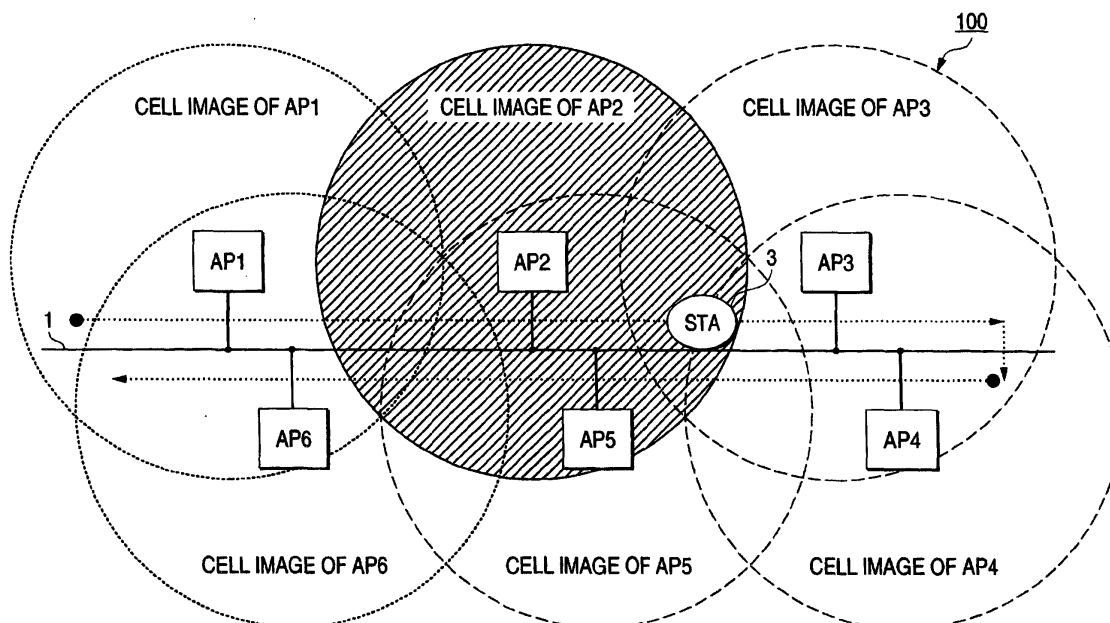 100
CELL IMAGE OF AP1
CELL IMAGE OF AP2
CELL IMAGE OF AP3
AP1
AP2
3
AP3
1
STA
AP6
AP5
AP4
CELL IMAGE OF AP6
CELL IMAGE OF AP5
CELL IMAGE OF AP4